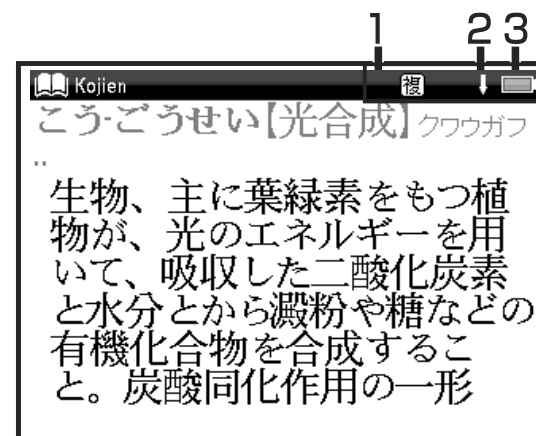 1 2 3
Kojien 複
こう‐ごうせい【光合成】クワウガフ
‥
生物、主に葉緑素をもつ植
物が、光のエネルギーを用
いて、吸収した二酸化炭素
と水分とから澱粉や糖などの
有機化合物を合成するこ
と。炭酸同化作用の一形